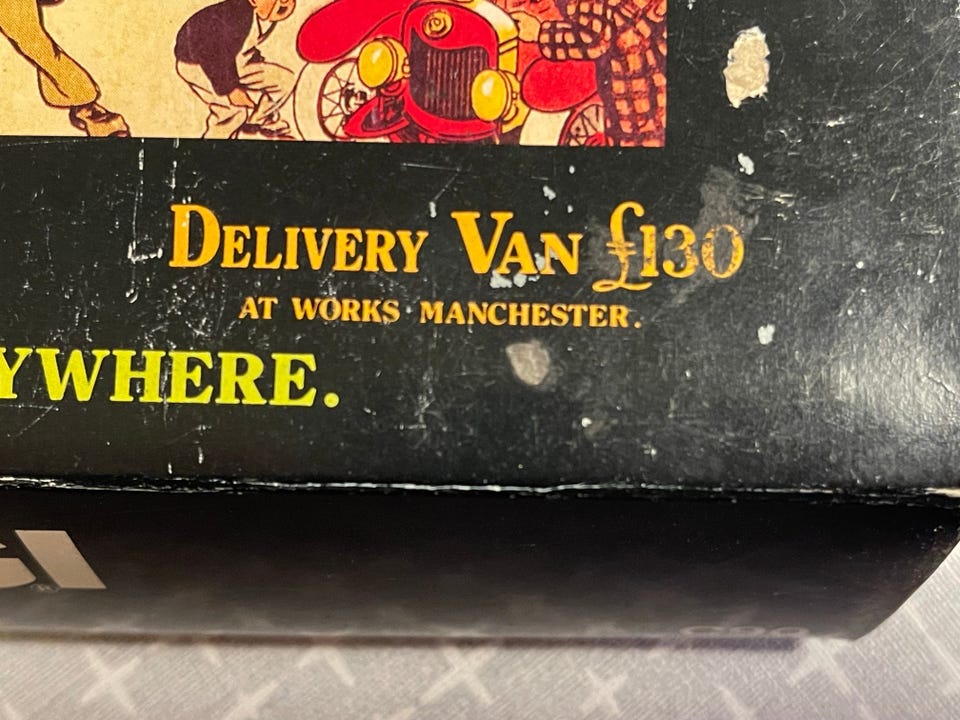 DELIVERY VAN £130
AT WORKS · MANCHESTER.
YWHERE.